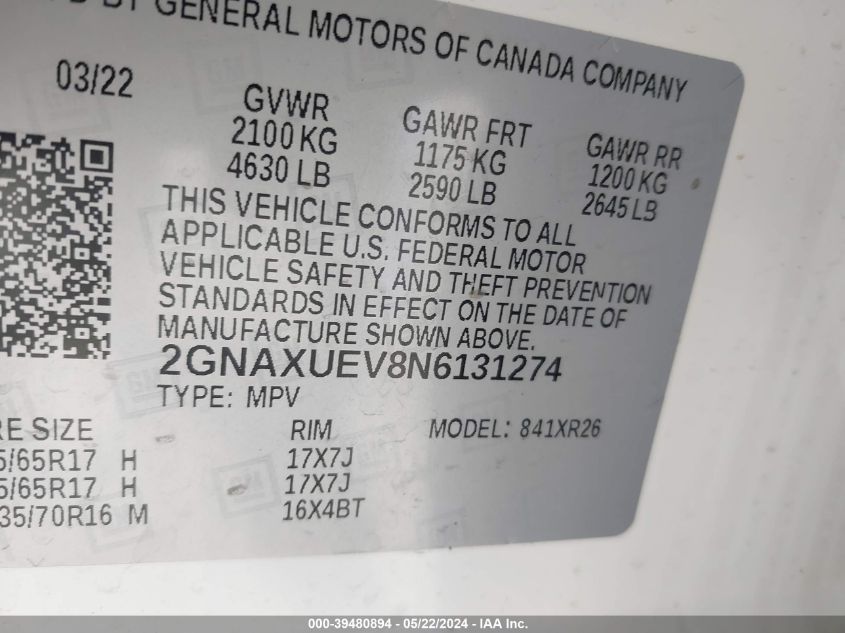 BY GENERAL MOTORS OF CANADA COMPANY
03/22
GVWR
2100 KG
4630 LB
GAWR FRT
1175 KG
2590 LB
GAWR RR
1200 KG
2645 LB
THIS VEHICLE CONFORMS TO ALL
APPLICABLE U.S. FEDERAL MOTOR
VEHICLE SAFETY AND THEFT PREVENTION
STANDARDS IN EFFECT ON THE DATE OF
MANUFACTURE SHOWN ABOVE.
2GNAXUEV8N6131274
TYPE: MPV
MODEL: 841XR26
RE SIZE RIM
5/65R17 H 17X7J
5/65R17 H 17X7J
35/70R16 M 16X4BT
000-39480894 - 05/22/2024 - IAA Inc.